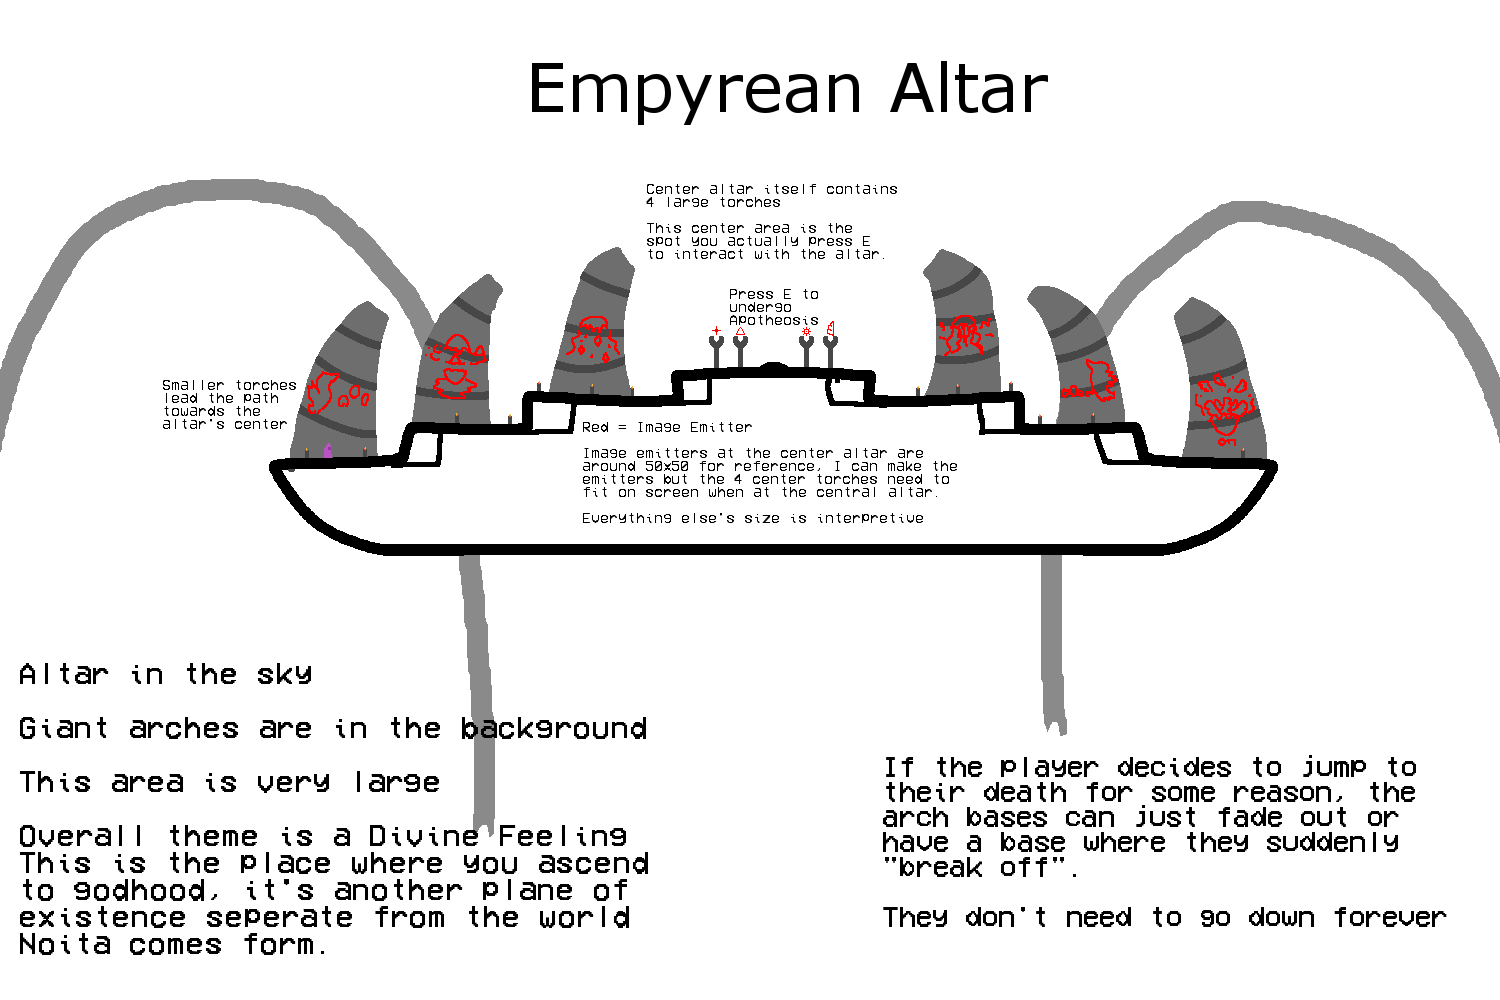 Empyrean Altar
Center altar itself contains
4 large torches
This center area is the
spot you actually press E
to interact with the altar.
Press E to
undergo
Apotheosis
Smaller torches
lead the path
towards the
altar's center
Red = Image Emitter
Image emitters at the center altar are
around 50x50 for reference, I can make the
emitters but the 4 center torches need to
fit on screen when at the central altar.
Everything else's size is interpretive
Altar in the sky
Giant arches are in the background
This area is very large
Overall theme is a Divine Feeling
This is the place where you ascend
to godhood, it's another plane of
existence seperate from the world
Noita comes form.
If the player decides to jump to
their death for some reason, the
arch bases can just fade out or
have a base where they suddenly
"break off".
They don't need to go down forever